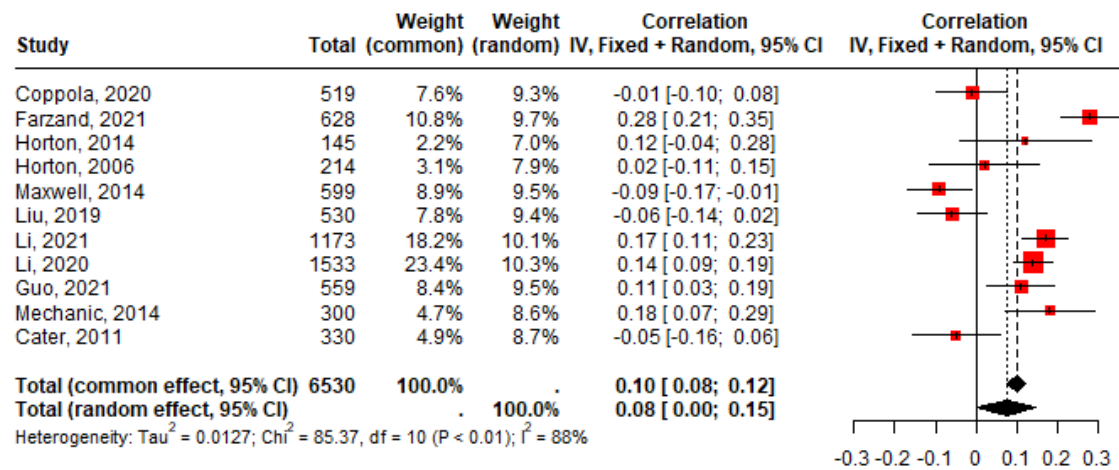 Weight Weight Correlation Correlation
Study Total (common) (random) IV, Fixed + Random, 95% CI IV, Fixed + Random, 95% CI
Coppola, 2020 519 7.6% 9.3% -0.01 [-0.10; 0.08]
Farzand, 2021 628 10.8% 9.7% 0.28 [ 0.21; 0.35]
Horton, 2014 145 2.2% 7.0% 0.12 [-0.04; 0.28]
Horton, 2006 214 3.1% 7.9% 0.02 [-0.11; 0.15]
Maxwell, 2014 599 8.9% 9.5% -0.09 [-0.17; -0.01]
Liu, 2019 530 7.8% 9.4% -0.06 [-0.14; 0.02]
Li, 2021 1173 18.2% 10.1% 0.17 [ 0.11; 0.23]
Li, 2020 1533 23.4% 10.3% 0.14 [ 0.09; 0.19]
Guo, 2021 559 8.4% 9.5% 0.11 [ 0.03; 0.19]
Mechanic, 2014 300 4.7% 8.6% 0.18 [ 0.07; 0.29]
Cater, 2011 330 4.9% 8.7% -0.05 [-0.16; 0.06]
Total (common effect, 95% CI) 6530 100.0% . 0.10 [ 0.08; 0.12]
Total (random effect, 95% CI) . 100.0% 0.08 [ 0.00; 0.15]
Heterogeneity: Tau² = 0.0127; Chi² = 85.37, df = 10 (P < 0.01); I² = 88%
-0.3 -0.2 -0.1 0 0.1 0.2 0.3